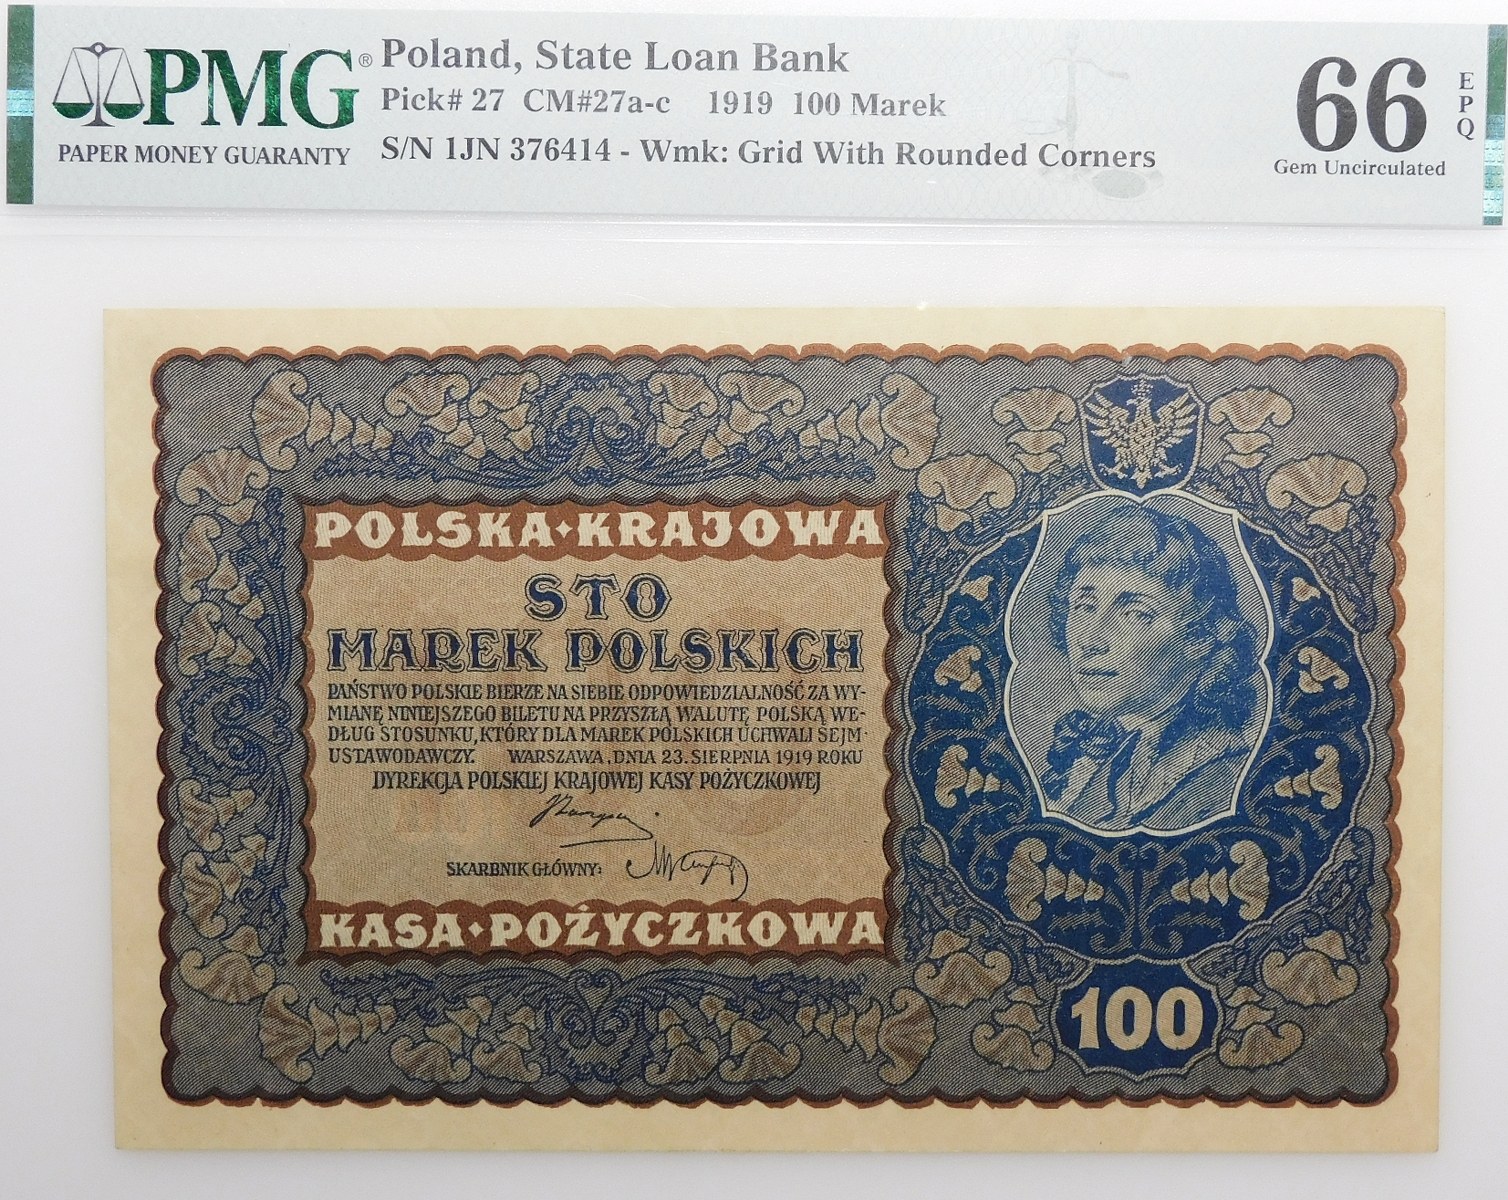 PMG®
PAPER MONEY GUARANTY
Poland, State Loan Bank
Pick# 27 CM#27a-c 1919 100 Marek
S/N 1JN 376414 - Wmk: Grid With Rounded Corners
66
EPQ
Gem Uncirculated
POLSKA·KRAJOWA
STO
MAREK POLSKICH
PAŃSTWO POLSKIE BIERZE NA SIEBIE ODPOWIEDZIALNOŚĆ ZA WY-
MIANĘ NINIEJSZEGO BILETU NA PRZYSZŁĄ WALUTĘ POLSKĄ WE-
DŁUG STOSUNKU, KTÓRY DLA MAREK POLSKICH UCHWALI SEJM
USTAWODAWCZY. WARSZAWA, DNIA 23. SIERPNIA 1919 ROKU
DYREKCJA POLSKIEJ KRAJOWEJ KASY POŻYCZKOWEJ
SKARBNIK GŁÓWNY:
KASA·POŻYCZKOWA
100